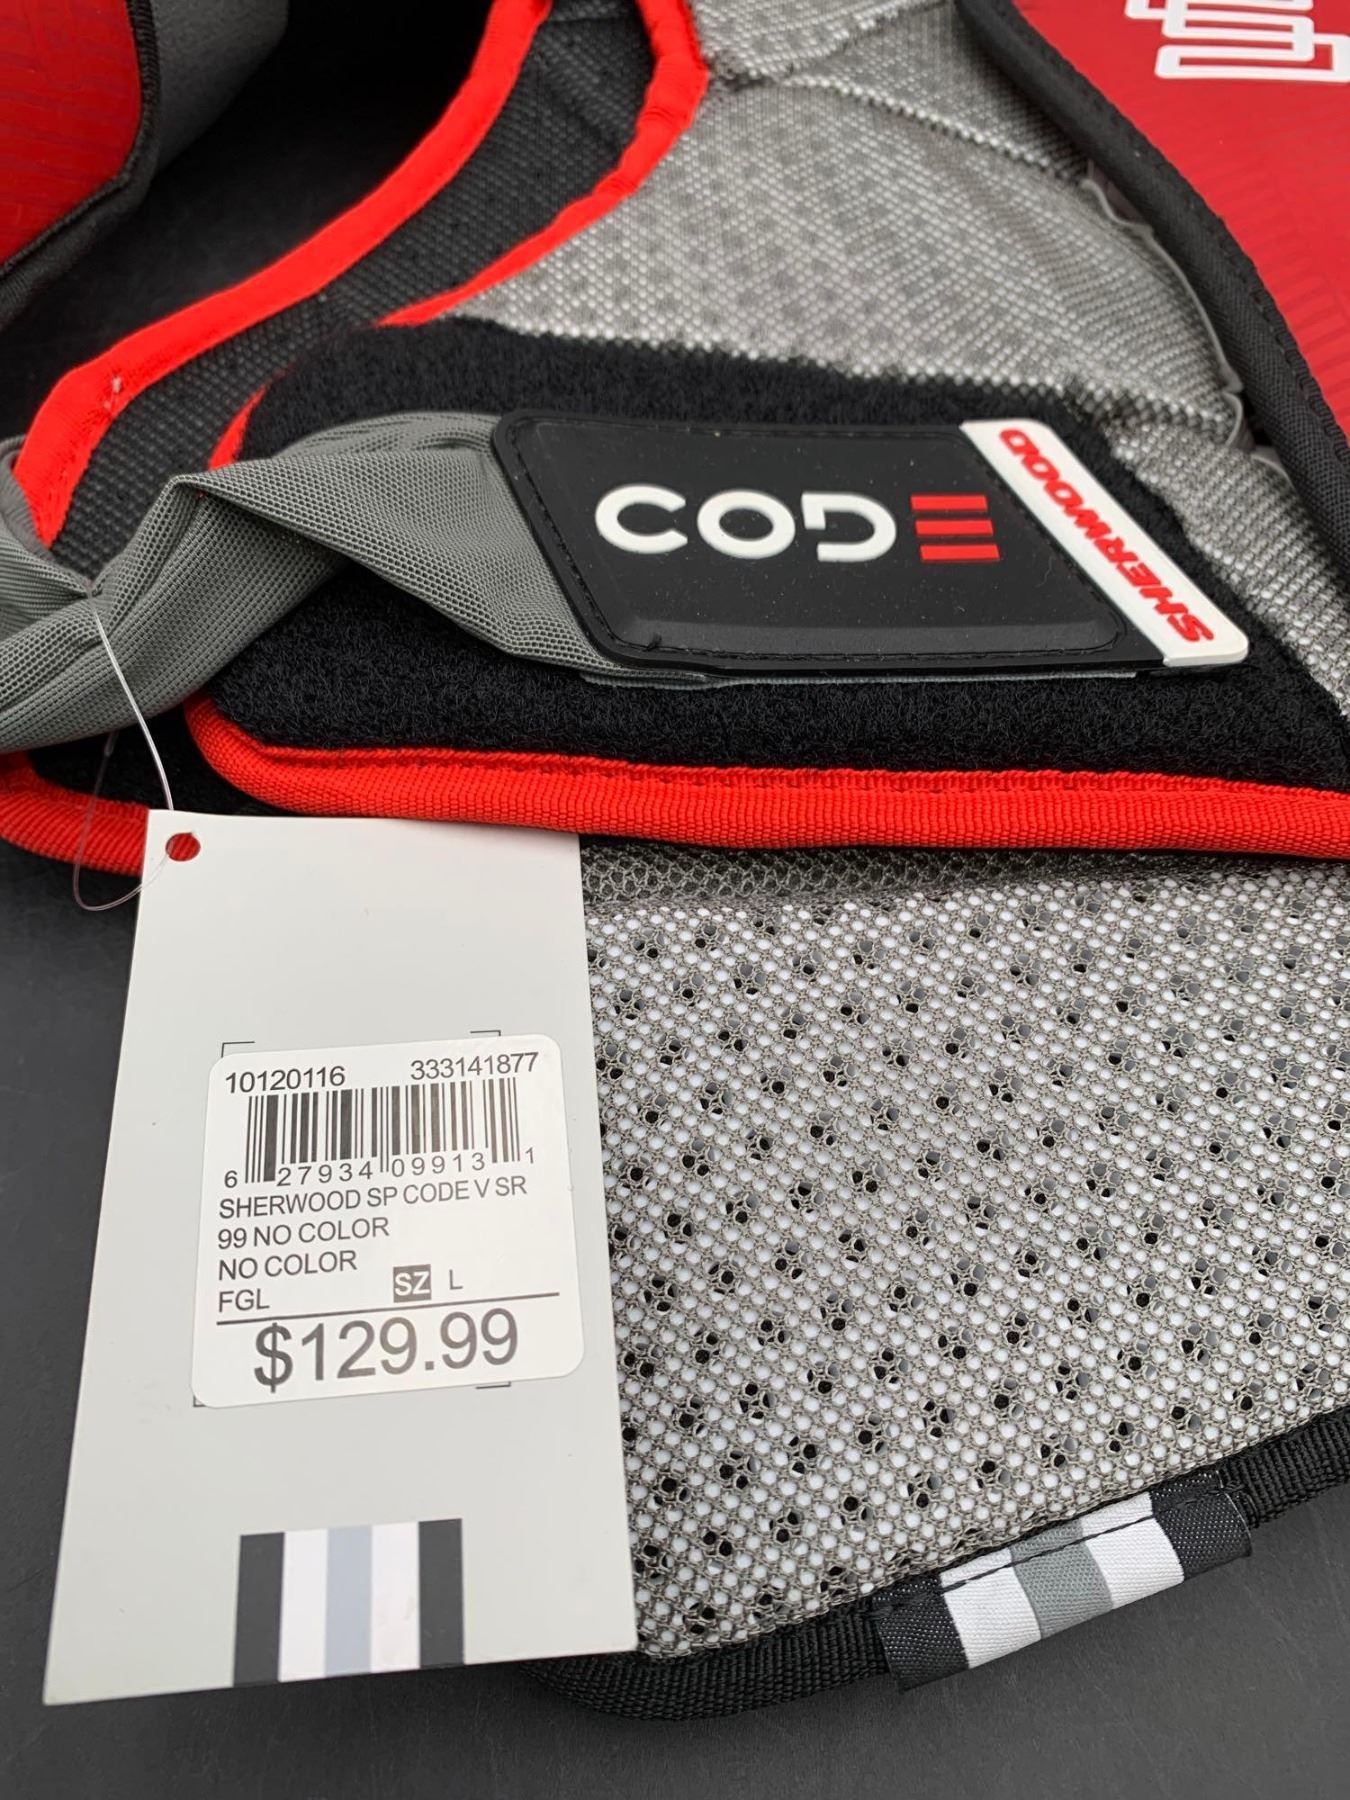 CODE
SHERWOOD
10120116 333141877
6 27934 09913 1
SHERWOOD SP CODE V SR
99 NO COLOR
NO COLOR
FGL SZ L
$129.99